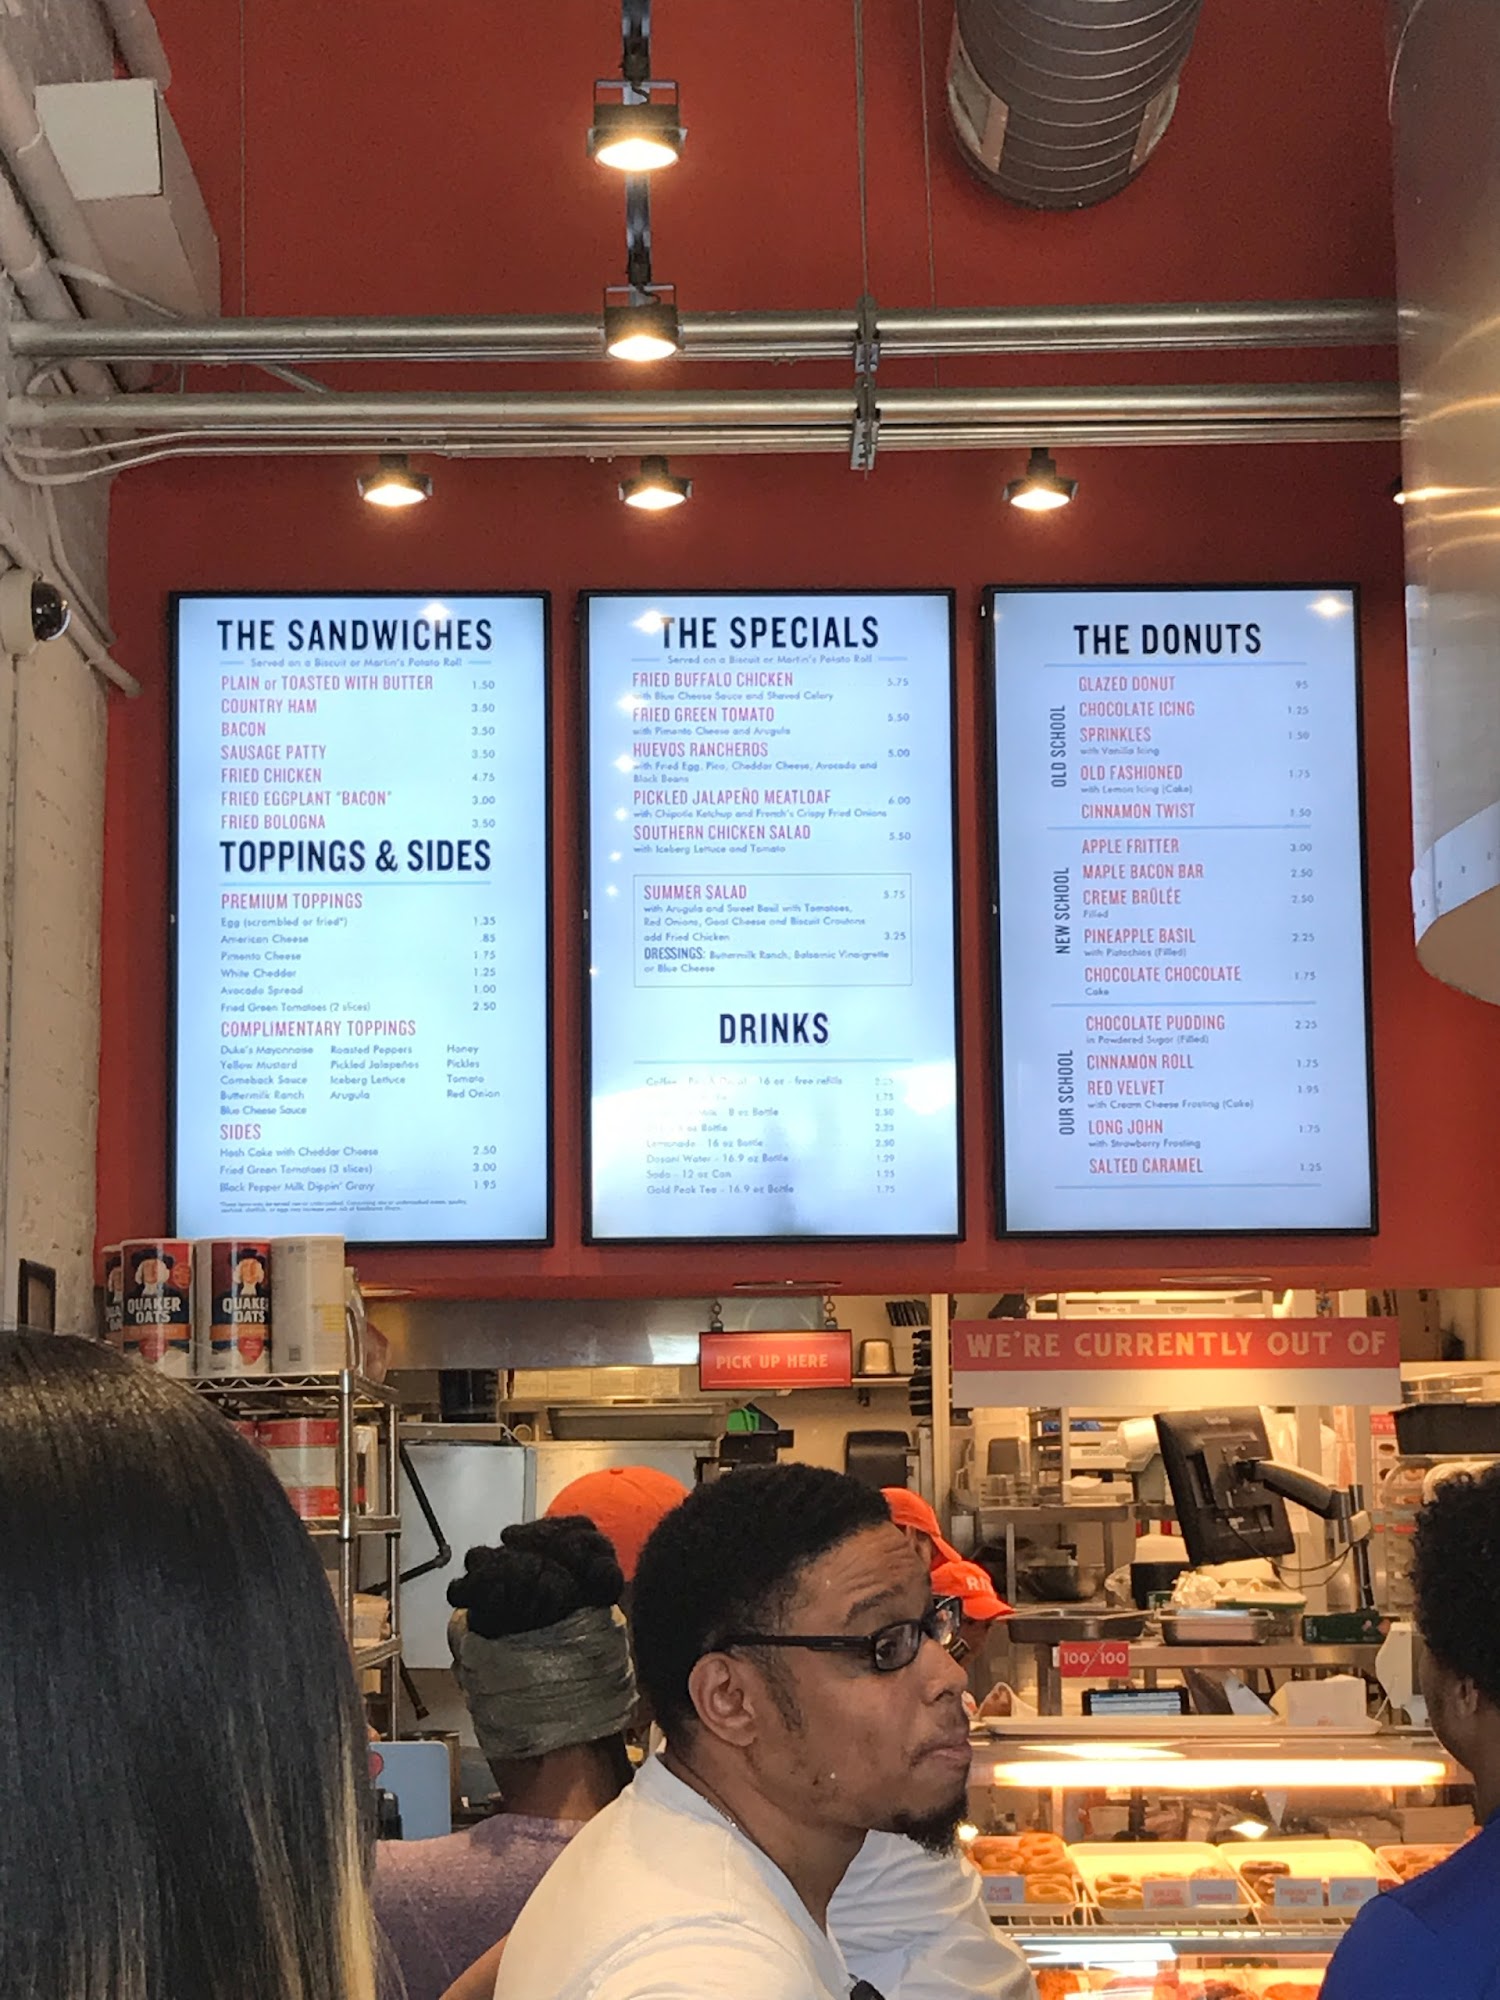 THE SANDWICHES
Served on a Biscuit or Martin's Potato Roll
PLAIN or TOASTED WITH BUTTER 1.50
COUNTRY HAM 3.50
BACON 3.50
SAUSAGE PATTY 3.50
FRIED CHICKEN 4.75
FRIED EGGPLANT "BACON" 3.00
FRIED BOLOGNA 3.50
TOPPINGS & SIDES
PREMIUM TOPPINGS
Egg (scrambled or fried*) 1.35
American Cheese .85
Pimento Cheese 1.75
White Cheddar 1.25
Avocado Spread 1.00
Fried Green Tomatoes (2 slices) 2.50
COMPLIMENTARY TOPPINGS
Duke's Mayonnaise Roasted Peppers Honey
Yellow Mustard Pickled Jalapeños Pickles
Comeback Sauce Iceberg Lettuce Tomato
Buttermilk Ranch Arugula Red Onion
Blue Cheese Sauce
SIDES
Hash Cake with Cheddar Cheese 2.50
Fried Green Tomatoes (3 slices) 3.00
Black Pepper Milk Dippin' Gravy 1.95
THE SPECIALS
Served on a Biscuit or Martin's Potato Roll
FRIED BUFFALO CHICKEN 5.75
with Blue Cheese Sauce and Shaved Celery
FRIED GREEN TOMATO 5.50
with Pimento Cheese and Arugula
HUEVOS RANCHEROS 5.00
with Fried Egg, Pico, Cheddar Cheese, Avocado and
Black Beans
PICKLED JALAPEÑO MEATLOAF 6.00
with Chipotle Ketchup and French's Crispy Fried Onions
SOUTHERN CHICKEN SALAD 5.50
with Iceberg Lettuce and Tomato
SUMMER SALAD 5.75
with Arugula and Sweet Basil with Tomatoes,
Red Onions, Goat Cheese and Biscuit Croutons
add Fried Chicken 3.25
DRESSINGS: Buttermilk Ranch, Balsamic Vinaigrette
or Blue Cheese
DRINKS
Coffee 16 oz - free refills 2.25
1.75
8 oz Bottle 2.50
Bottle 2.25
Lemonade - 16 oz Bottle 2.50
Dasani Water - 16.9 oz Bottle 1.29
Soda - 12 oz Can 1.25
Gold Peak Tea - 16.9 oz Bottle 1.75
THE DONUTS
OLD SCHOOL
GLAZED DONUT 95
CHOCOLATE ICING 1.25
SPRINKLES 1.50
with Vanilla Icing
OLD FASHIONED 1.75
with Lemon Icing (Cake)
CINNAMON TWIST 1.50
NEW SCHOOL
APPLE FRITTER 3.00
MAPLE BACON BAR 2.50
CREME BRÛLÉE 2.50
Filled
PINEAPPLE BASIL 2.25
with Pistachios (Filled)
CHOCOLATE CHOCOLATE 1.75
Cake
OUR SCHOOL
CHOCOLATE PUDDING 2.25
in Powdered Sugar (Filled)
CINNAMON ROLL 1.75
RED VELVET 1.95
with Cream Cheese Frosting (Cake)
LONG JOHN 1.75
with Strawberry Frosting
SALTED CARAMEL 1.25
QUAKER
OATS
QUAKER
OATS
PICK UP HERE
WE'RE CURRENTLY OUT OF
100/100